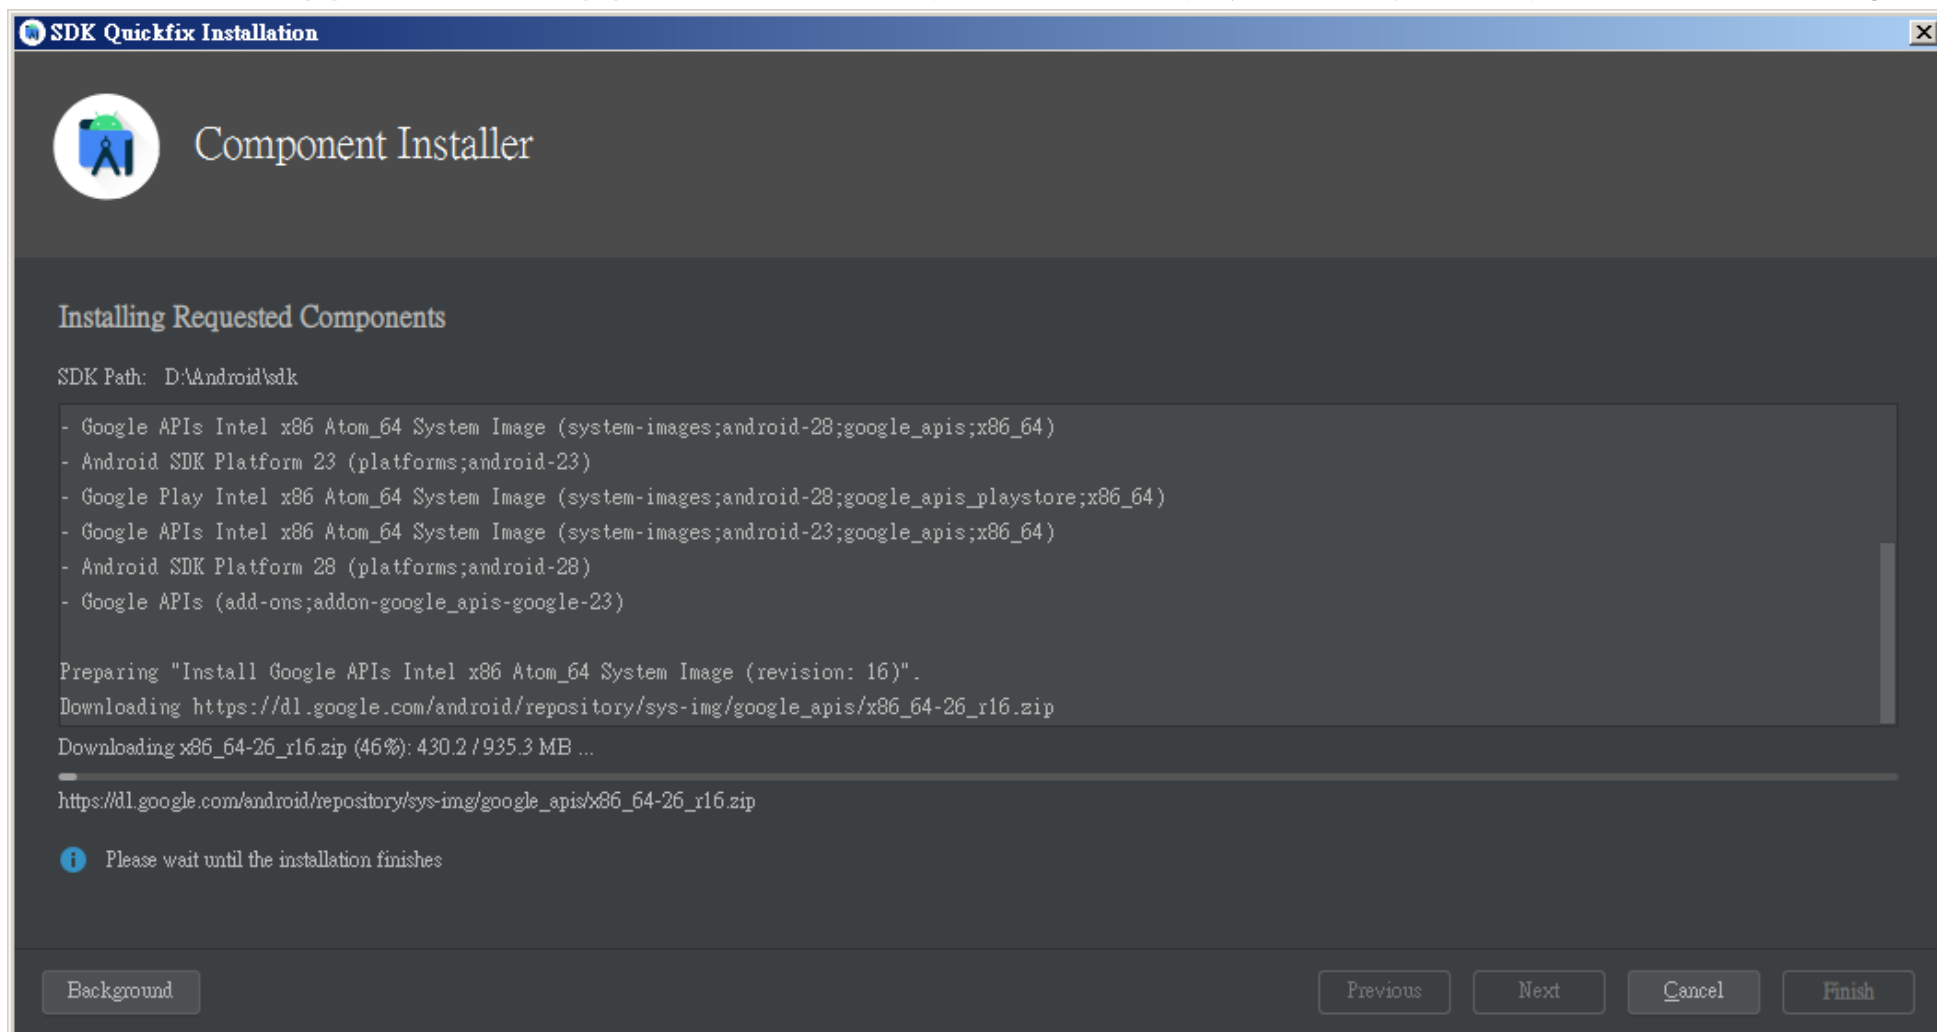 SDK Quickfix Installation
Component Installer
Installing Requested Components
SDK Path: D:\Android\sdk
- Google APIs Intel x86 Atom_64 System Image (system-images;android-28;google_apis;x86_64)
- Android SDK Platform 23 (platforms;android-23)
- Google Play Intel x86 Atom_64 System Image (system-images;android-28;google_apis_playstore;x86_64)
- Google APIs Intel x86 Atom_64 System Image (system-images;android-23;google_apis;x86_64)
- Android SDK Platform 28 (platforms;android-28)
- Google APIs (add-ons;addon-google_apis-google-23)
Preparing "Install Google APIs Intel x86 Atom_64 System Image (revision: 16)".
Downloading https://dl.google.com/android/repository/sys-img/google_apis/x86_64-26_r16.zip
Downloading x86_64-26_r16.zip (46%): 430.2 / 935.3 MB ...
https://dl.google.com/android/repository/sys-img/google_apis/x86_64-26_r16.zip
Please wait until the installation finishes
Background Previous Next Cancel Finish